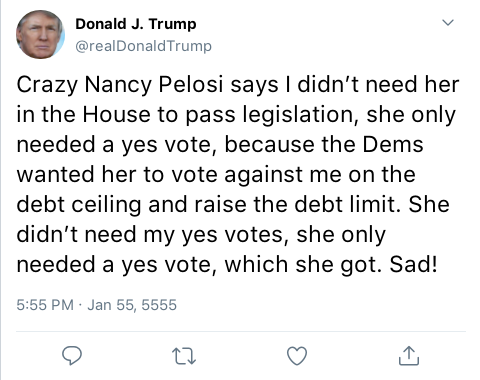 Donald J. Trump
@realDonaldTrump
Crazy Nancy Pelosi says I didn’t need her
in the House to pass legislation, she only
needed a yes vote, because the Dems
wanted her to vote against me on the
debt ceiling and raise the debt limit. She
didn’t need my yes votes, she only
needed a yes vote, which she got. Sad!
5:55 PM · Jan 55, 5555